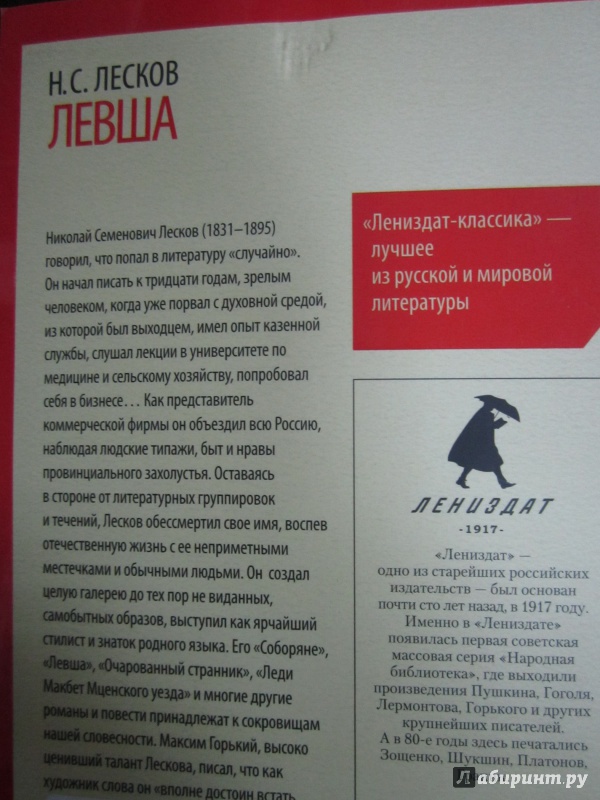 Н. С. ЛЕСКОВ
ЛЕВША
Николай Семенович Лесков (1831–1895)
говорил, что попал в литературу «случайно».
Он начал писать к тридцати годам, зрелым
человеком, когда уже порвал с духовной средой,
из которой был выходцем, имел опыт казенной
службы, слушал лекции в университете по
медицине и сельскому хозяйству, попробовал
себя в бизнесе… Как представитель
коммерческой фирмы он объездил всю Россию,
наблюдая людские типажи, быт и нравы
провинциального захолустья. Оставаясь
в стороне от литературных группировок
и течений, Лесков обессмертил свое имя, воспев
отечественную жизнь с ее неприметными
местечками и обычными людьми. Он создал
целую галерею до тех пор не виданных,
самобытных образов, выступил как ярчайший
стилист и знаток родного языка. Его «Соборяне»,
«Левша», «Очарованный странник», «Леди
Макбет Мценского уезда» и многие другие
романы и повести принадлежат к сокровищам
нашей словесности. Максим Горький, высоко
ценивший талант Лескова, писал, что как
художник слова он «вполне достоин встать
«Лениздат-классика» —
лучшее
из русской и мировой
литературы
ЛЕНИЗДАТ
-1917-
«Лениздат» —
одно из старейших российских
издательств — был основан
почти сто лет назад, в 1917 году.
Именно в «Лениздате»
появилась первая советская
массовая серия «Народная
библиотека», где выходили
произведения Пушкина, Гоголя,
Лермонтова, Горького и других
крупнейших писателей.
А в 80-е годы здесь печатались
Зощенко, Шукшин, Платонов,
Лабиринт.ру